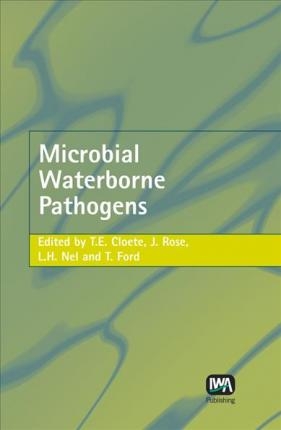 Microbial
Waterborne
Pathogens
Edited by T.E. Cloete, J. Rose,
L.H. Nel and T. Ford
IWA
Publishing